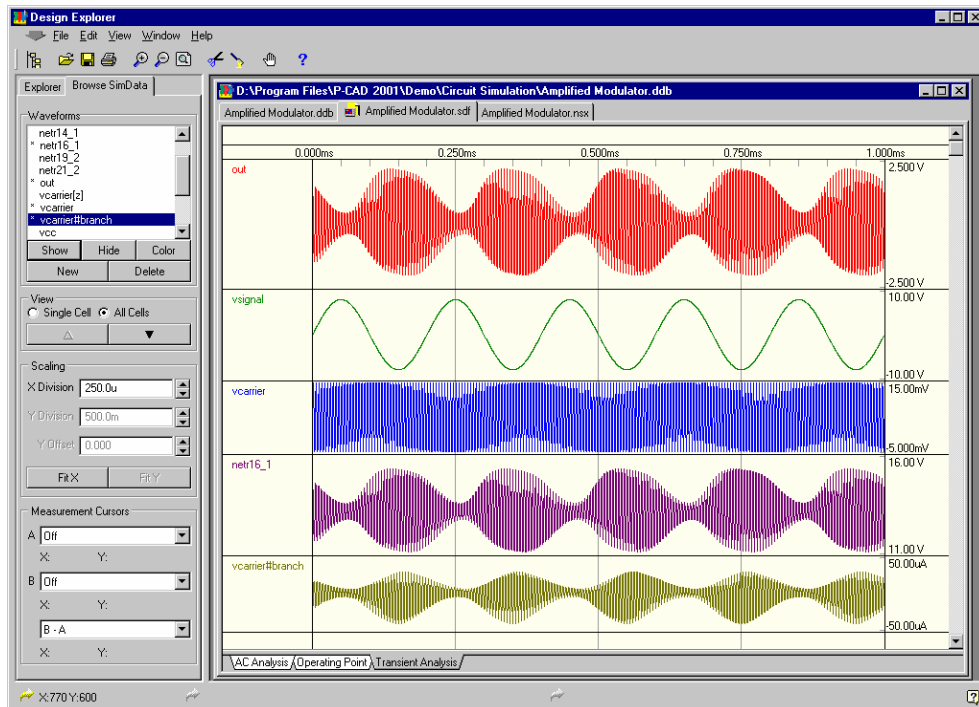 Design Explorer
File Edit View Window Help
Explorer Browse SimData
D:\Program Files\P-CAD 2001\Demo\Circuit Simulation\Amplified Modulator.ddb
Amplified Modulator.ddb Amplified Modulator.sdf Amplified Modulator.nsx
Waveforms
netr14_1
* netr16_1
netr19_2
netr21_2
* out
vcarrier[z]
* vcarrier
* vcarrier#branch
vcc
Show Hide Color
New Delete
View
Single Cell All Cells
Scaling
X Division 250.0u
Y Division 500.0m
Y Offset 0.000
Fit X Fit Y
Measurement Cursors
A Off
X: Y:
B Off
X: Y:
B - A
X: Y:
0.000ms 0.250ms 0.500ms 0.750ms 1.000ms
out 2.500 V
-2.500 V
vsignal 10.00 V
-10.00 V
vcarrier 15.00mV
-5.000mV
netr16_1 16.00 V
11.00 V
vcarrier#branch 50.00uA
-50.00uA
AC Analysis Operating Point Transient Analysis
X:770 Y:600